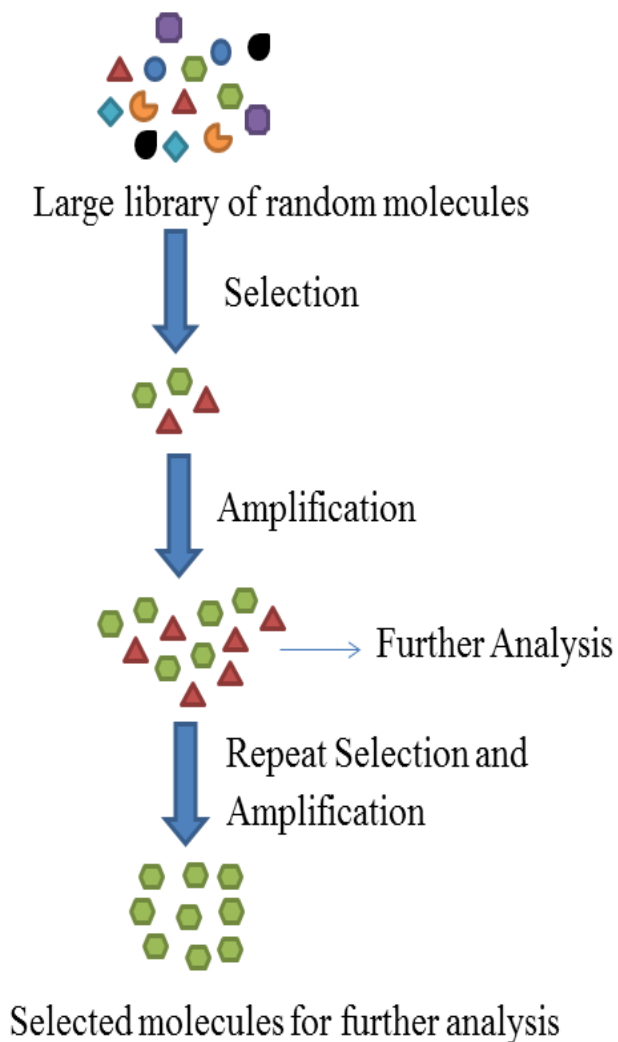 Large library of random molecules
Selection
Amplification
Further Analysis
Repeat Selection and
Amplification
Selected molecules for further analysis